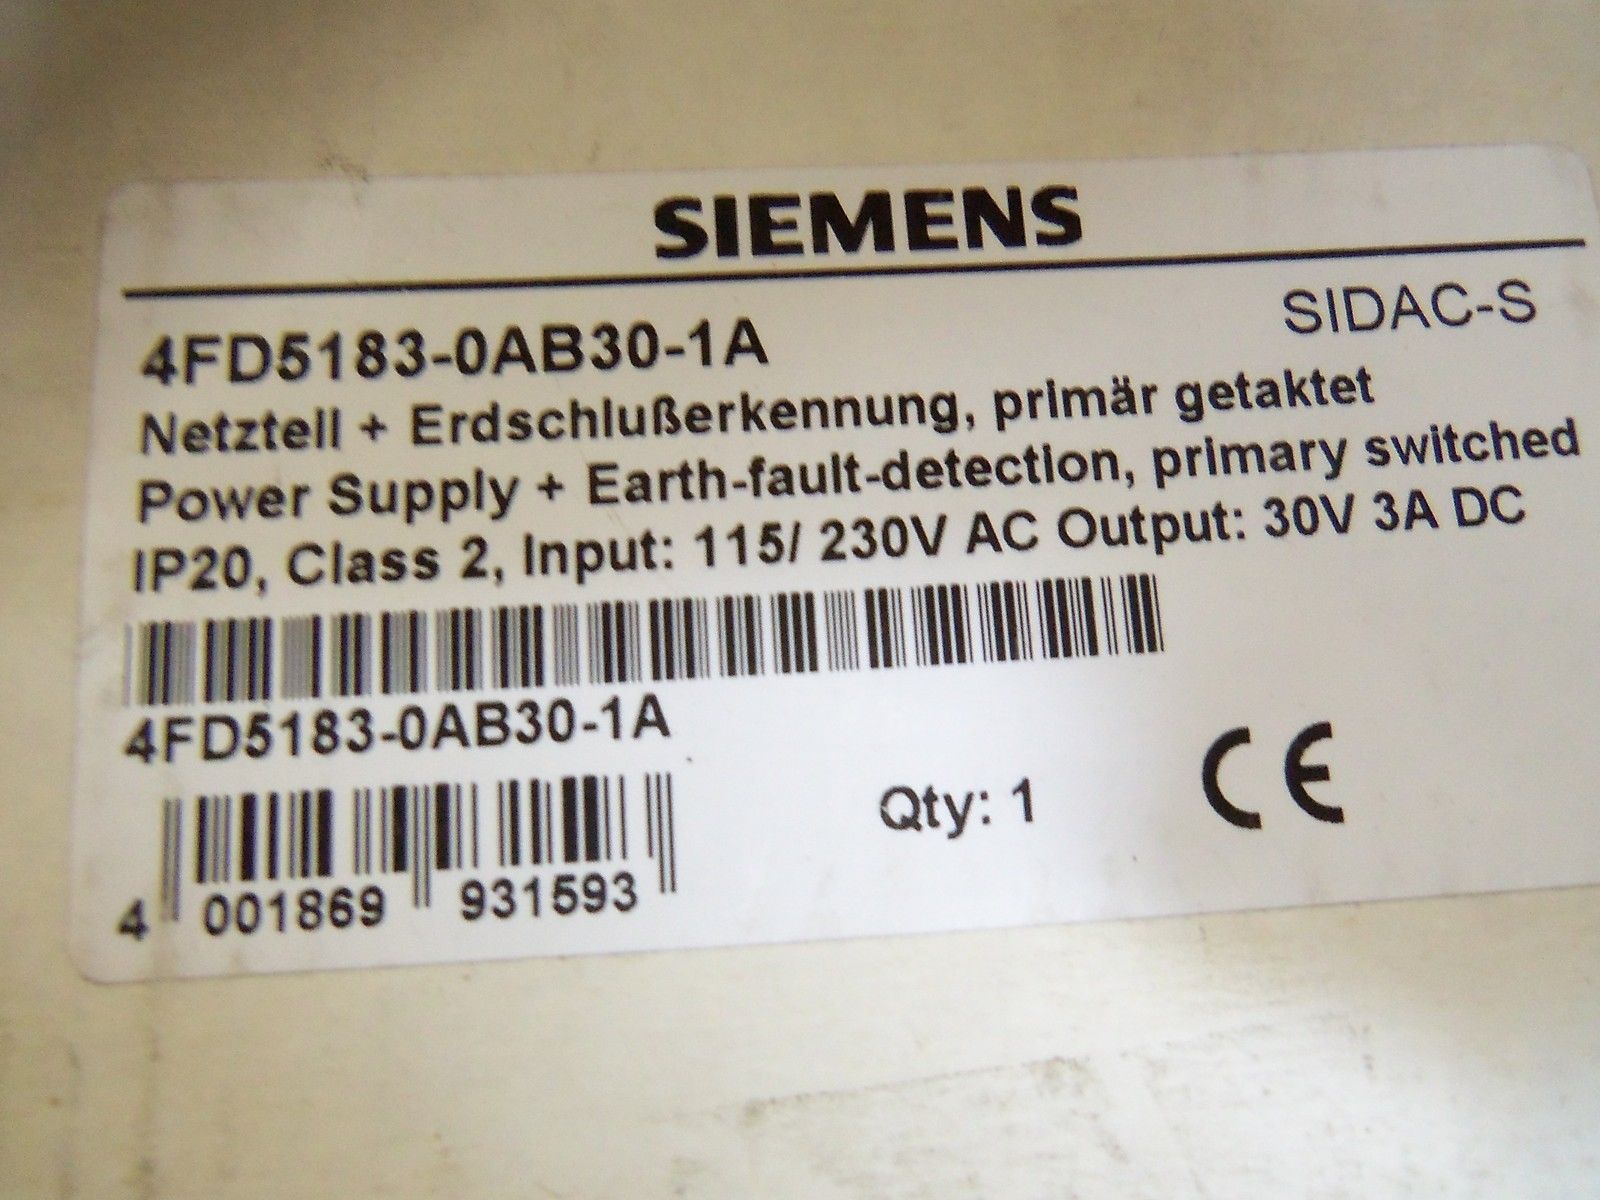 SIEMENS
SIDAC-S
4FD5183-0AB30-1A
Netzteil + Erdschlußerkennung, primär getaktet
Power Supply + Earth-fault-detection, primary switched
IP20, Class 2, Input: 115/ 230V AC Output: 30V 3A DC
4FD5183-0AB30-1A
Qty: 1
CE
4 001869 931593